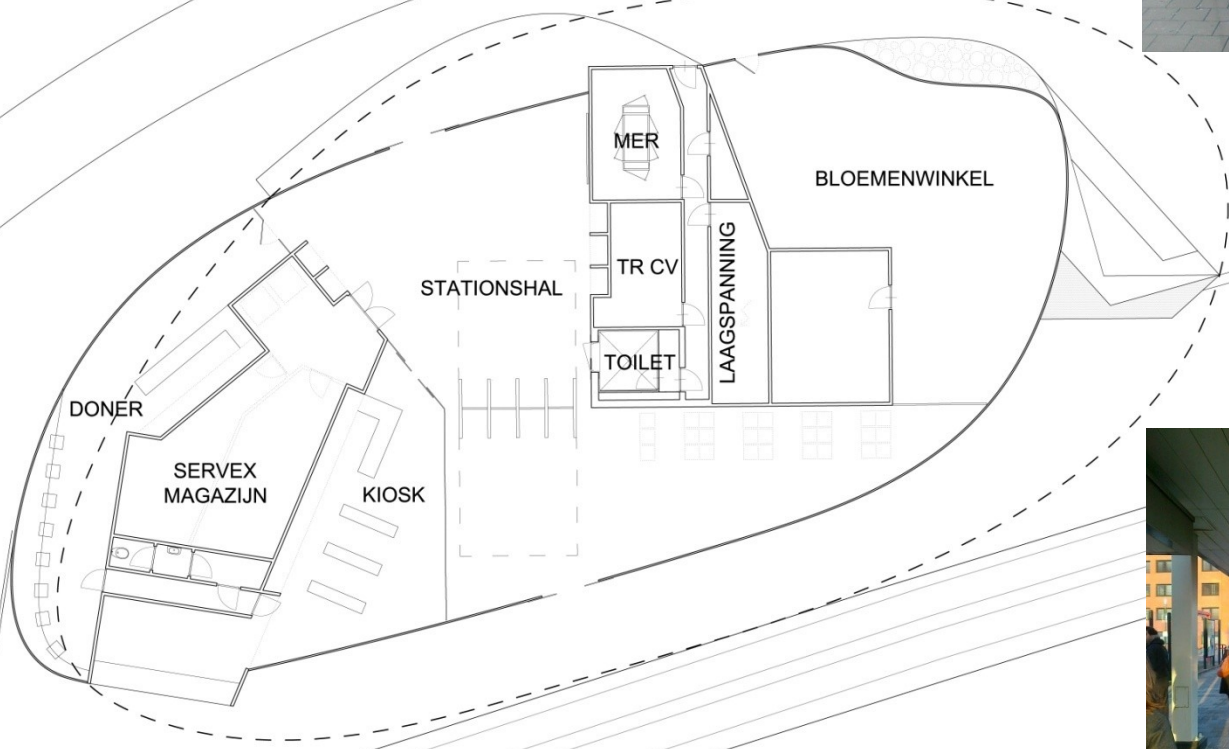 MER
BLOEMENWINKEL
TR CV
STATIONSHAL
LAAGSPANNING
TOILET
DONER
SERVEX
MAGAZIJN
KIOSK